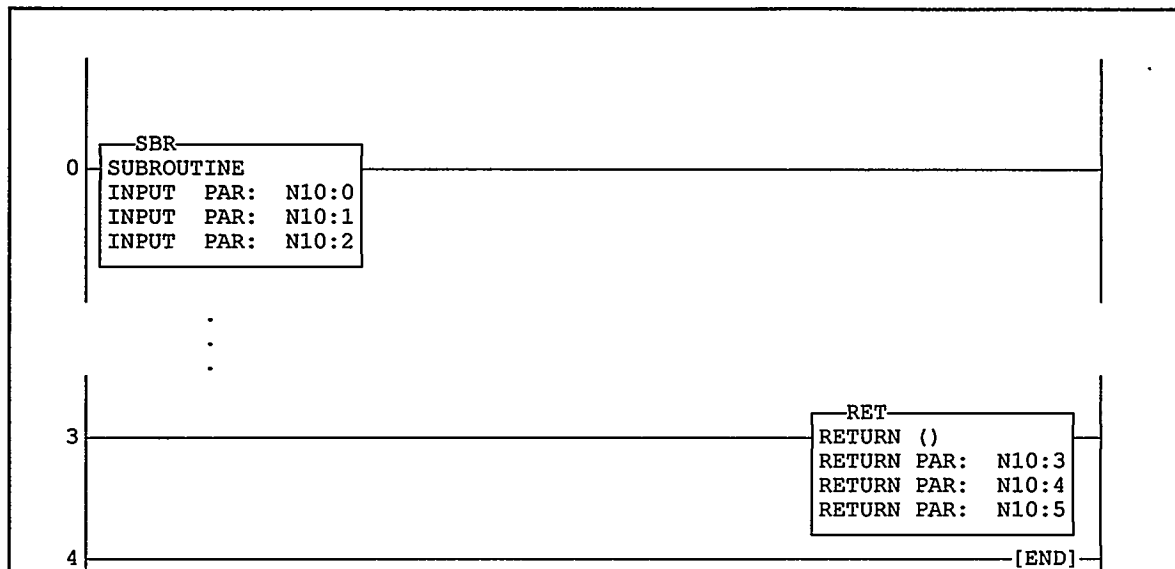 SBR
0 SUBROUTINE
INPUT PAR: N10:0
INPUT PAR: N10:1
INPUT PAR: N10:2
RET
3 RETURN ()
RETURN PAR: N10:3
RETURN PAR: N10:4
RETURN PAR: N10:5
4 [END]